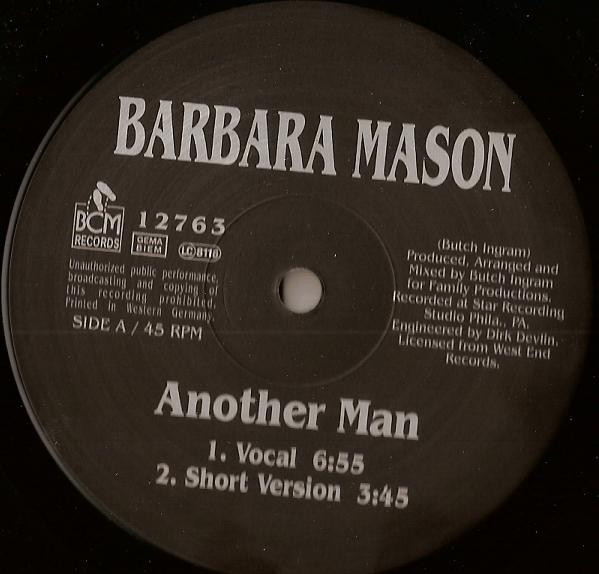 BARBARA MASON
BCM
RECORDS
12763
GEMA
BIEM
LC 8118
Unauthorized public performance,
broadcasting and copying of
this recording prohibited.
Printed in Western Germany.
SIDE A / 45 RPM
(Butch Ingram)
Produced, Arranged and
Mixed by Butch Ingram
for Family Productions.
Recorded at Star Recording
Studio Phila., PA.
Engineered by Dirk Devlin.
Licensed from West End
Records.
Another Man
1. Vocal 6:55
2. Short Version 3:45